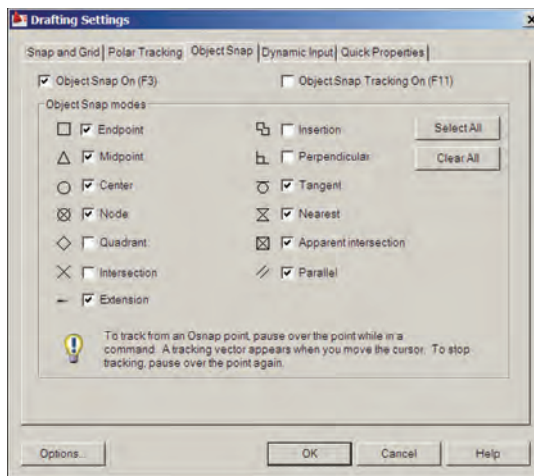 Drafting Settings
Snap and Grid Polar Tracking Object Snap Dynamic Input Quick Properties
Object Snap On (F3) Object Snap Tracking On (F11)
Object Snap modes
Endpoint Insertion Select All
Midpoint Perpendicular Clear All
Center Tangent
Node Nearest
Quadrant Apparent intersection
Intersection Parallel
Extension
To track from an Osnap point, pause over the point while in a
command. A tracking vector appears when you move the cursor. To stop
tracking, pause over the point again.
Options... OK Cancel Help